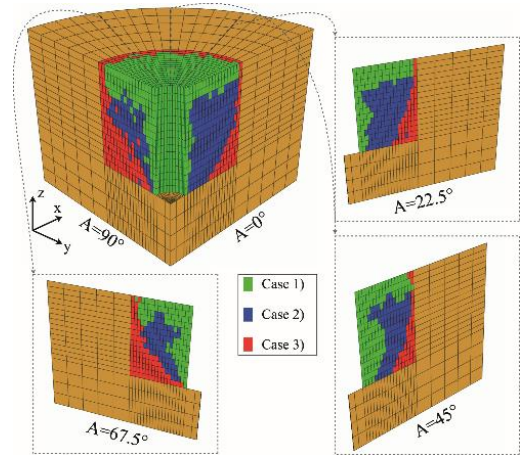 z
x
y
A=90°
A=0°
A=22.5°
Case 1)
Case 2)
Case 3)
A=67.5°
A=45°